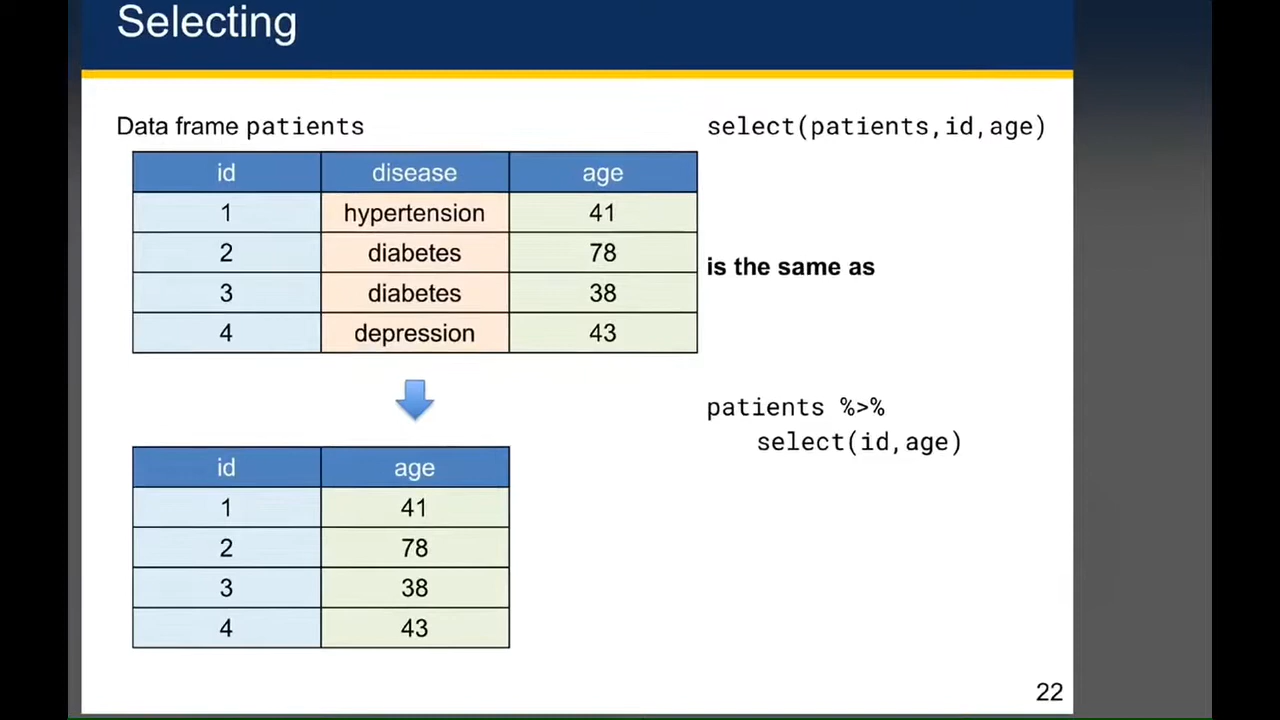 Selecting
Data frame patients
id disease age
1 hypertension 41
2 diabetes 78
3 diabetes 38
4 depression 43
id age
1 41
2 78
3 38
4 43
select(patients,id,age)
is the same as
patients %>%
select(id,age)
22